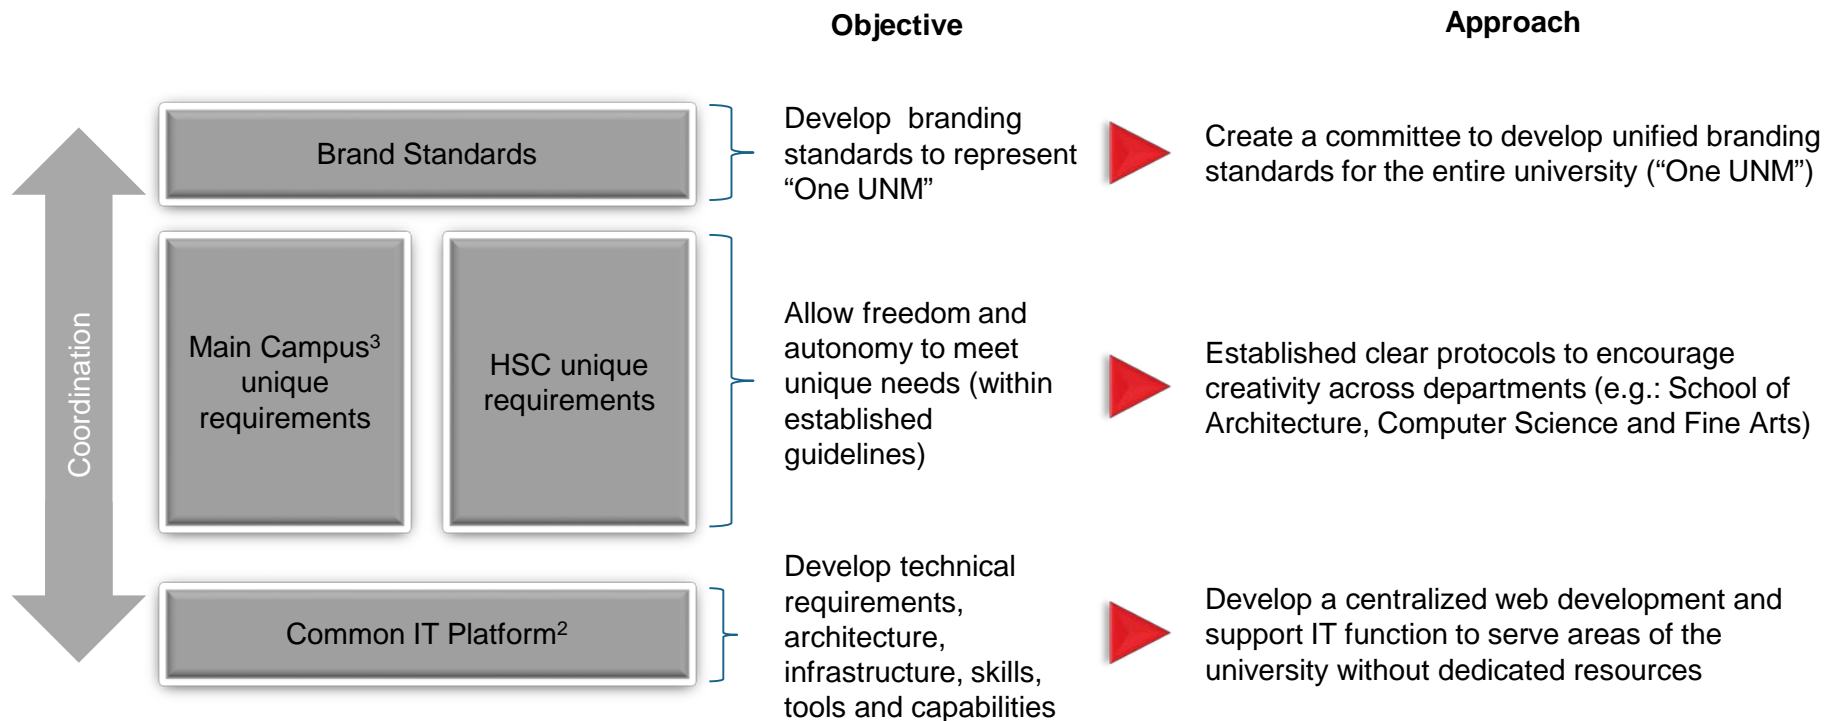 Objective
Approach
Coordination
Brand Standards
Develop branding
standards to represent
“One UNM”
Create a committee to develop unified branding
standards for the entire university (“One UNM”)
Main Campus³
unique
requirements
HSC unique
requirements
Allow freedom and
autonomy to meet
unique needs (within
established
guidelines)
Established clear protocols to encourage
creativity across departments (e.g.: School of
Architecture, Computer Science and Fine Arts)
Common IT Platform²
Develop technical
requirements,
architecture,
infrastructure, skills,
tools and capabilities
Develop a centralized web development and
support IT function to serve areas of the
university without dedicated resources